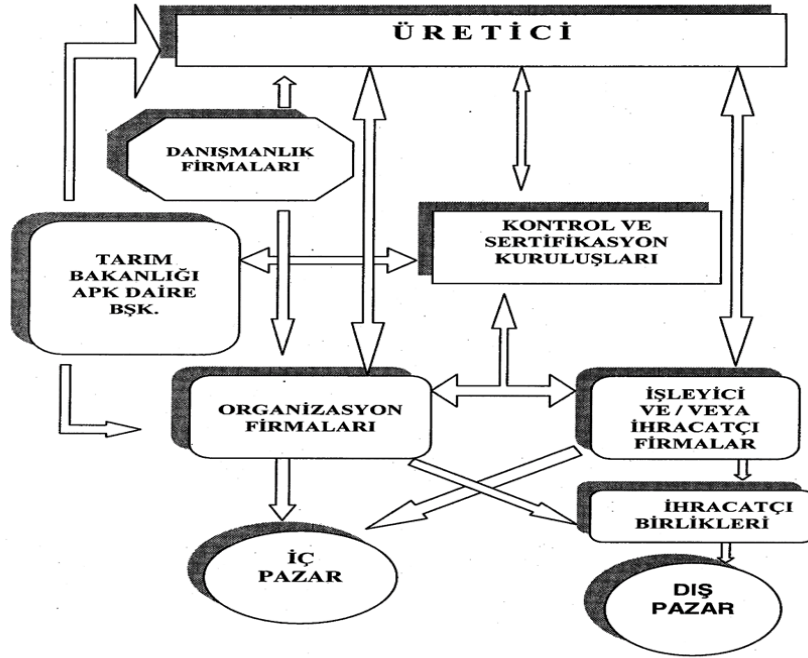 ÜRETİCİ
DANIŞMANLIK
FİRMALARI
KONTROL VE
SERTİFİKASYON
KURULUŞLARI
TARIM
BAKANLIĞI
APK DAİRE
BŞK.
ORGANİZASYON
FİRMALARI
İŞLEYİCİ
VE / VEYA
İHRACATÇI
FİRMALAR
İHRACATÇI
BİRLİKLERİ
İÇ
PAZAR
DIŞ
PAZAR